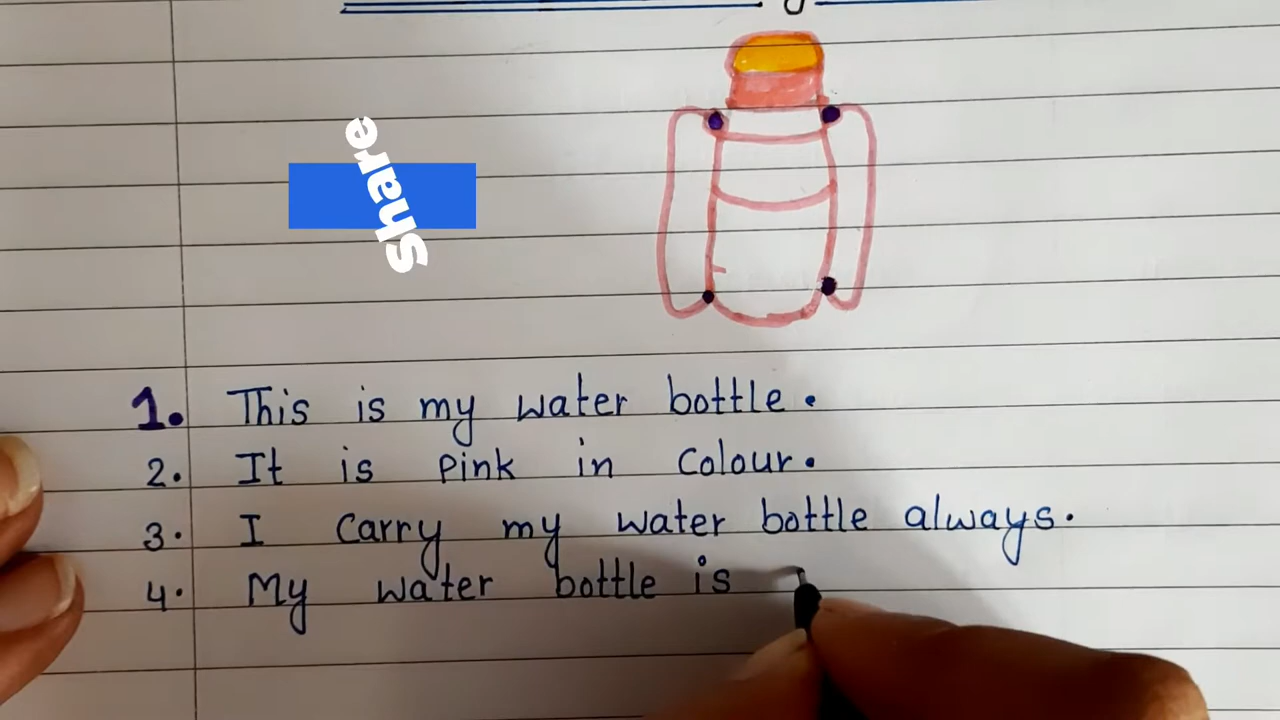 Share
1. This is my water bottle.
2. It is pink in colour.
3. I carry my water bottle always.
4. My water bottle is